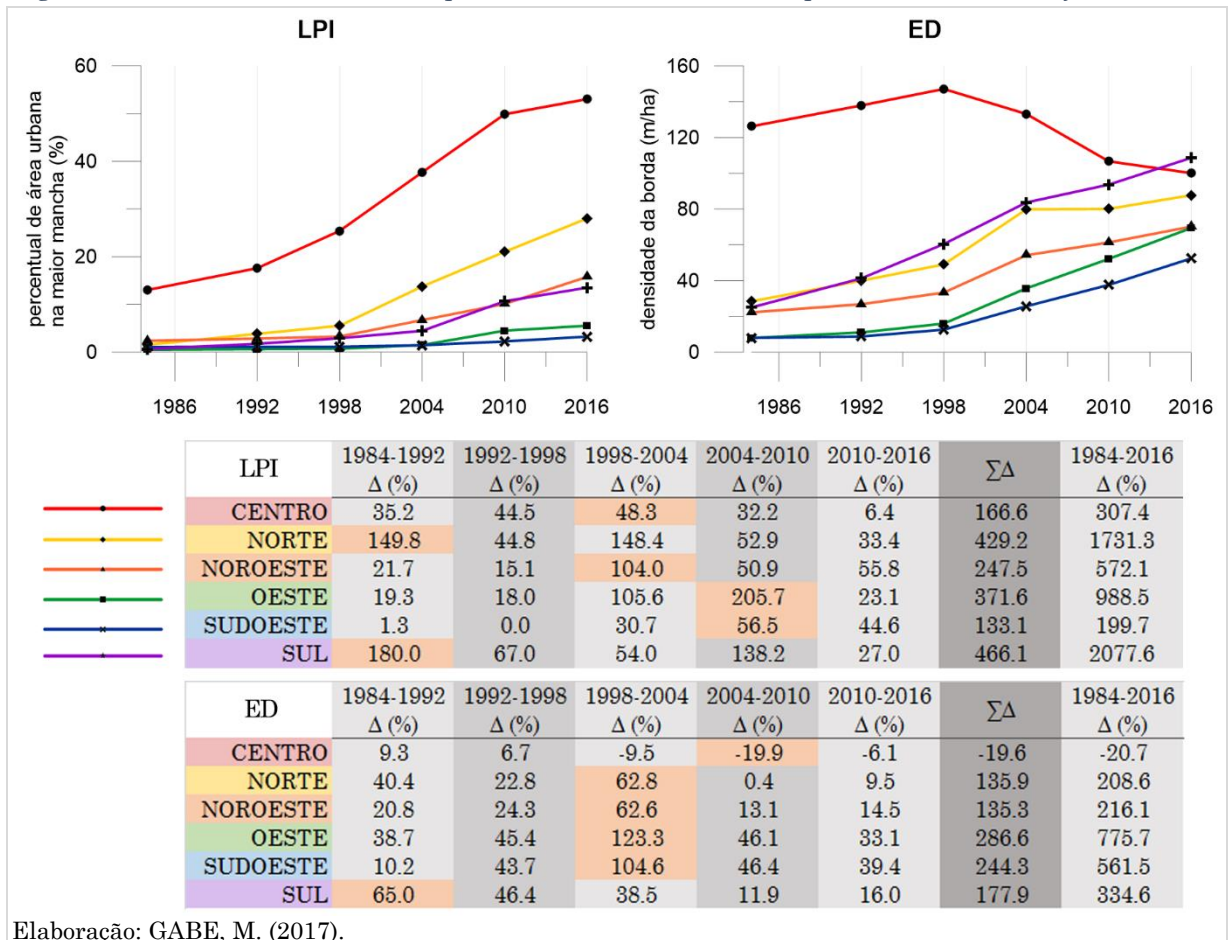 LPI
ED
percentual de área urbana
na maior mancha (%)
60
40
20
0
1986 1992 1998 2004 2010 2016
densidade da borda (m/ha)
160
120
80
40
0
1986 1992 1998 2004 2010 2016
LPI 1984-1992 Δ (%) 1992-1998 Δ (%) 1998-2004 Δ (%) 2004-2010 Δ (%) 2010-2016 Δ (%) ∑Δ 1984-2016 Δ (%)
CENTRO 35.2 44.5 48.3 32.2 6.4 166.6 307.4
NORTE 149.8 44.8 148.4 52.9 33.4 429.2 1731.3
NOROESTE 21.7 15.1 104.0 50.9 55.8 247.5 572.1
OESTE 19.3 18.0 105.6 205.7 23.1 371.6 988.5
SUDOESTE 1.3 0.0 30.7 56.5 44.6 133.1 199.7
SUL 180.0 67.0 54.0 138.2 27.0 466.1 2077.6
ED 1984-1992 Δ (%) 1992-1998 Δ (%) 1998-2004 Δ (%) 2004-2010 Δ (%) 2010-2016 Δ (%) ∑Δ 1984-2016 Δ (%)
CENTRO 9.3 6.7 -9.5 -19.9 -6.1 -19.6 -20.7
NORTE 40.4 22.8 62.8 0.4 9.5 135.9 208.6
NOROESTE 20.8 24.3 62.6 13.1 14.5 135.3 216.1
OESTE 38.7 45.4 123.3 46.1 33.1 286.6 775.7
SUDOESTE 10.2 43.7 104.6 46.4 39.4 244.3 561.5
SUL 65.0 46.4 38.5 11.9 16.0 177.9 334.6
Elaboração: GABE, M. (2017).